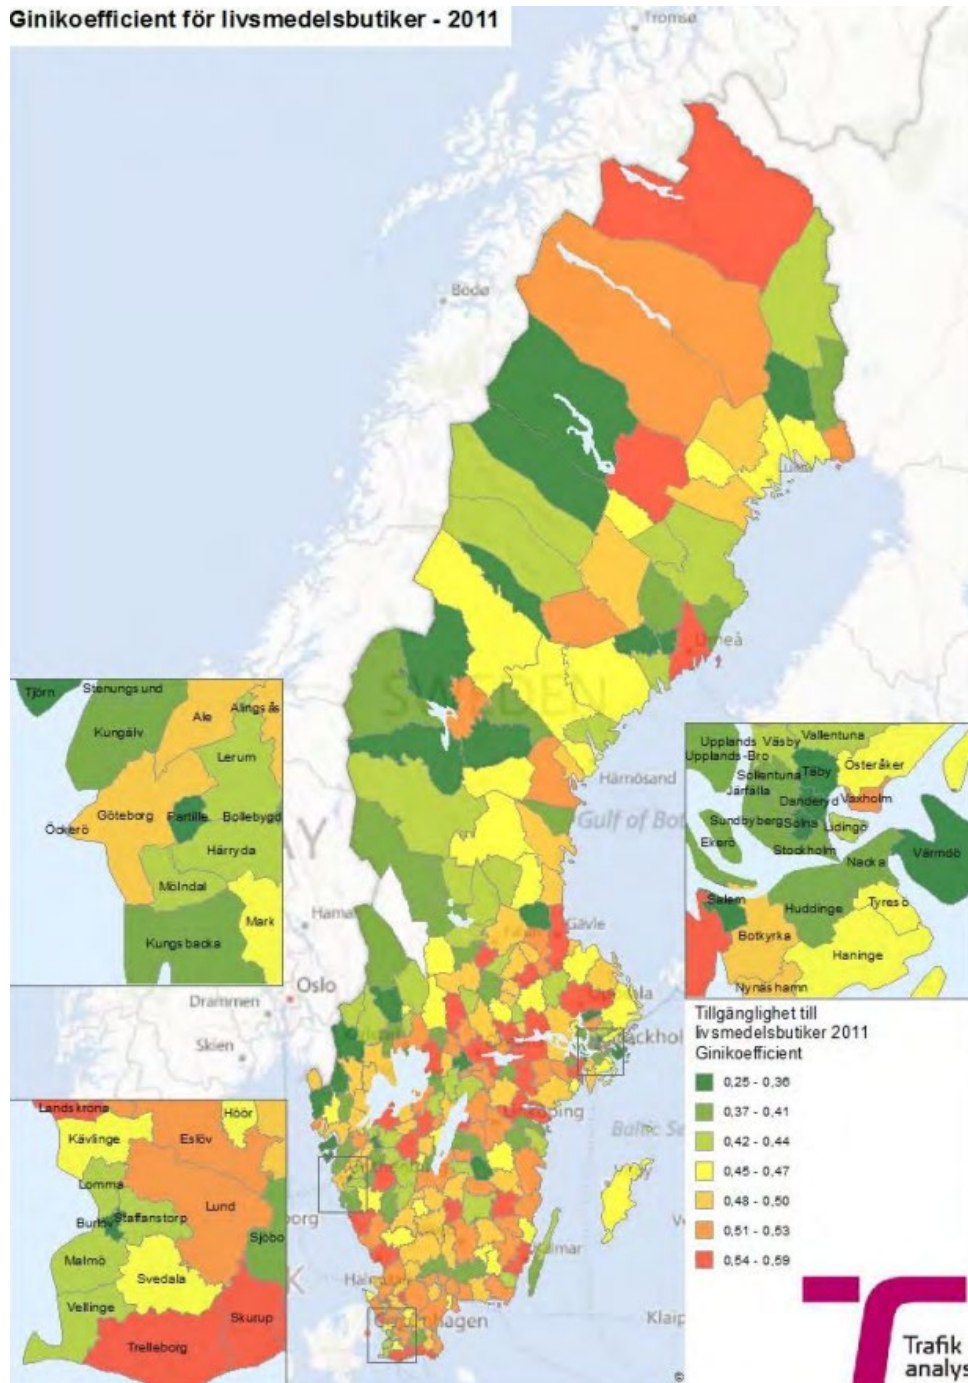 Ginikoefficient för livsmedelsbutiker - 2011
Tromsø
Bodø
Umeå
SWEDEN
Härnösand
Gulf of Bot
Gävle
Hamar
Oslo
Drammen
Skien
Baltic Se
Kalmar
Klaip
Tjörn
Stenungsund
Kungälv
Ale
Alingsås
Lerum
Göteborg
Partille
Bollebygd
Öckerö
Härryda
Mölndal
Mark
Kungsbacka
Upplands Väsby
Vallentuna
Upplands-Bro
Österåker
Sollentuna
Täby
Järfälla
Danderyd
Vaxholm
Sundbyberg
Solna
Lidingö
Ekerö
Stockholm
Nacka
Värmdö
Salem
Huddinge
Tyresö
Botkyrka
Haninge
Nynäshamn
Landskrona
Höör
Kävlinge
Eslöv
Lomma
Lund
Burlöv
Staffanstorp
Sjöbo
Malmö
Svedala
Vellinge
Skurup
Trelleborg
Tillgänglighet till
livsmedelsbutiker 2011
Ginikoefficient
0,25 - 0,36
0,37 - 0,41
0,42 - 0,44
0,45 - 0,47
0,48 - 0,50
0,51 - 0,53
0,54 - 0,59
Trafik
analys
©